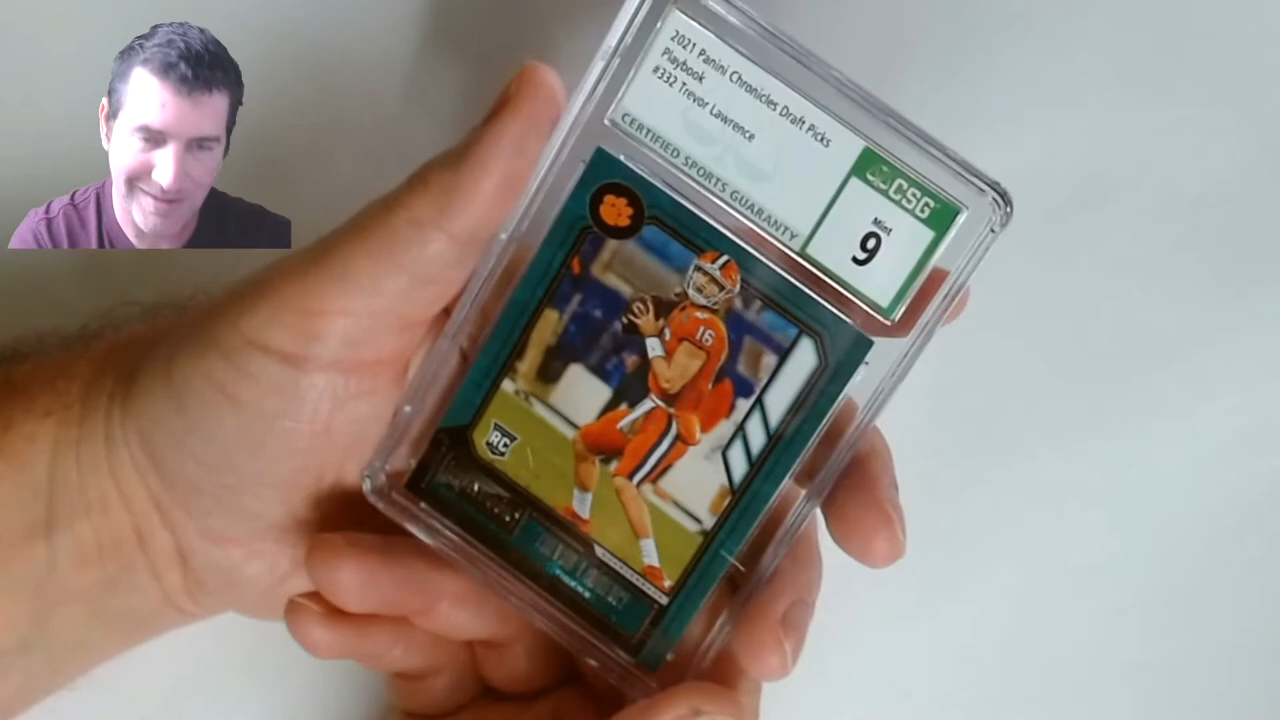 2021 Panini Chronicles Draft Picks
Playbook
#332 Trevor Lawrence
CERTIFIED SPORTS GUARANTY
CSG
Mint
9
16
RC